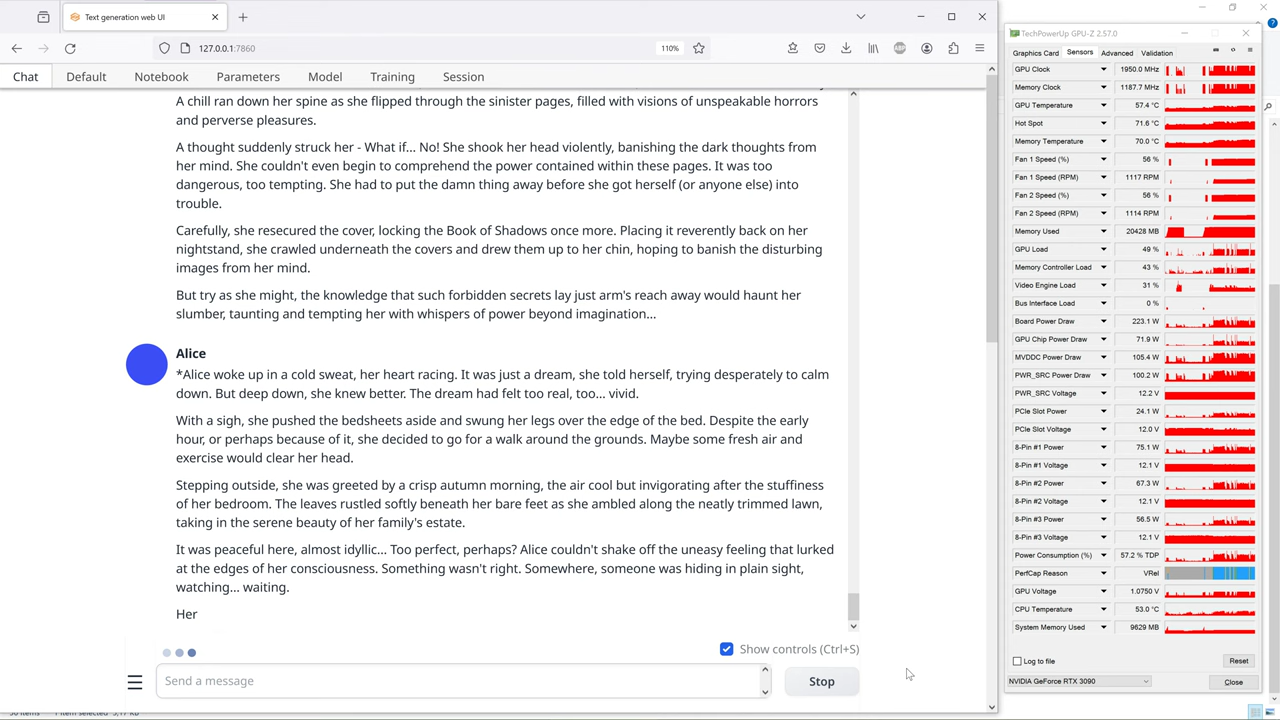 Text generation web UI
127.0.0.1:7860
110%
Chat
Default
Notebook
Parameters
Model
Training
Session
A chill ran down her spine as she flipped through the sinister pages, filled with visions of unspeakable horrors
and perverse pleasures.
A thought suddenly struck her - What if... No! She shook her head violently, banishing the dark thoughts from
her mind. She couldn't even begin to comprehend the power contained within these pages. It was too
dangerous, too tempting. She had to put the damn thing away before she got herself (or anyone else) into
trouble.
Carefully, she resecured the cover, locking the Book of Shadows once more. Placing it reverently back on her
nightstand, she crawled underneath the covers and pulled them up to her chin, hoping to banish the disturbing
images from her mind.
But try as she might, the knowledge that such forbidden secrets lay just arm's reach away would haunt her
slumber, taunting and tempting her with whispers of power beyond imagination...
Alice
*Alice woke up in a cold sweat, her heart racing. It was just a dream, she told herself, trying desperately to calm
down. But deep down, she knew better. The dream had felt too real, too... vivid.
With a sigh, she pushed the bedsheets aside and swung her legs over the edge of the bed. Despite the early
hour, or perhaps because of it, she decided to go for a walk around the grounds. Maybe some fresh air and
exercise would clear her head.
Stepping outside, she was greeted by a crisp autumn morning, the air cool but invigorating after the stuffiness
of her bedroom. The leaves rustled softly beneath her bare feet as she ambled along the neatly trimmed lawn,
taking in the serene beauty of her family's estate.
It was peaceful here, almost idyllic... Too perfect, perhaps? Alice couldn't shake off the uneasy feeling that lurked
at the edges of her consciousness. Something wasn't right. Somewhere, someone was hiding in plain sight,
watching... waiting.
Her
Show controls (Ctrl+S)
Send a message
Stop
TechPowerUp GPU-Z 2.57.0
Graphics Card
Sensors
Advanced
Validation
GPU Clock 1950.0 MHz
Memory Clock 1187.7 MHz
GPU Temperature 57.4 °C
Hot Spot 71.6 °C
Memory Temperature 70.0 °C
Fan 1 Speed (%) 56 %
Fan 1 Speed (RPM) 1117 RPM
Fan 2 Speed (%) 56 %
Fan 2 Speed (RPM) 1114 RPM
Memory Used 20428 MB
GPU Load 49 %
Memory Controller Load 43 %
Video Engine Load 31 %
Bus Interface Load 0 %
Board Power Draw 223.1 W
GPU Chip Power Draw 71.9 W
MVDDC Power Draw 105.4 W
PWR_SRC Power Draw 100.2 W
PWR_SRC Voltage 12.2 V
PCIe Slot Power 24.1 W
PCIe Slot Voltage 12.0 V
8-Pin #1 Power 75.1 W
8-Pin #1 Voltage 12.1 V
8-Pin #2 Power 67.3 W
8-Pin #2 Voltage 12.1 V
8-Pin #3 Power 56.5 W
8-Pin #3 Voltage 12.1 V
Power Consumption (%) 57.2 % TDP
PerfCap Reason VRel
GPU Voltage 1.0750 V
CPU Temperature 53.0 °C
System Memory Used 9629 MB
Log to file
Reset
NVIDIA GeForce RTX 3090
Close